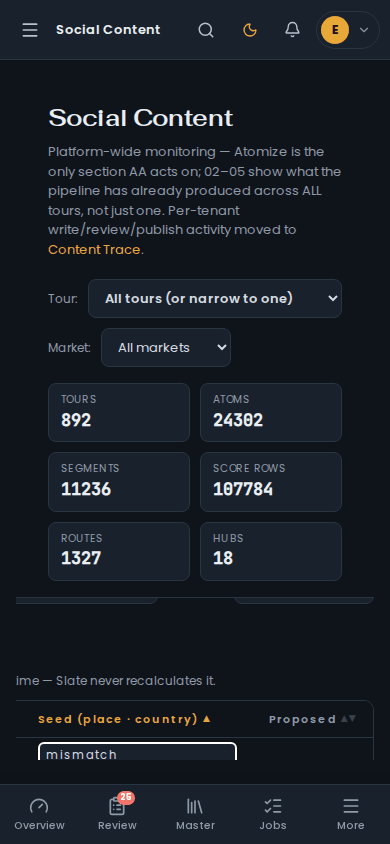 Social Content
E
Social Content
Platform-wide monitoring — Atomize is the
only section AA acts on; 02–05 show what the
pipeline has already produced across ALL
tours, not just one. Per-tenant
write/review/publish activity moved to
Content Trace.
Tour:
All tours (or narrow to one)
Market:
All markets
TOURS
892
ATOMS
24302
SEGMENTS
11236
SCORE ROWS
107784
ROUTES
1327
HUBS
18
ime — Slate never recalculates it.
Seed (place · country) ▲
Proposed ▲▼
mismatch
25
Overview
Review
Master
Jobs
More